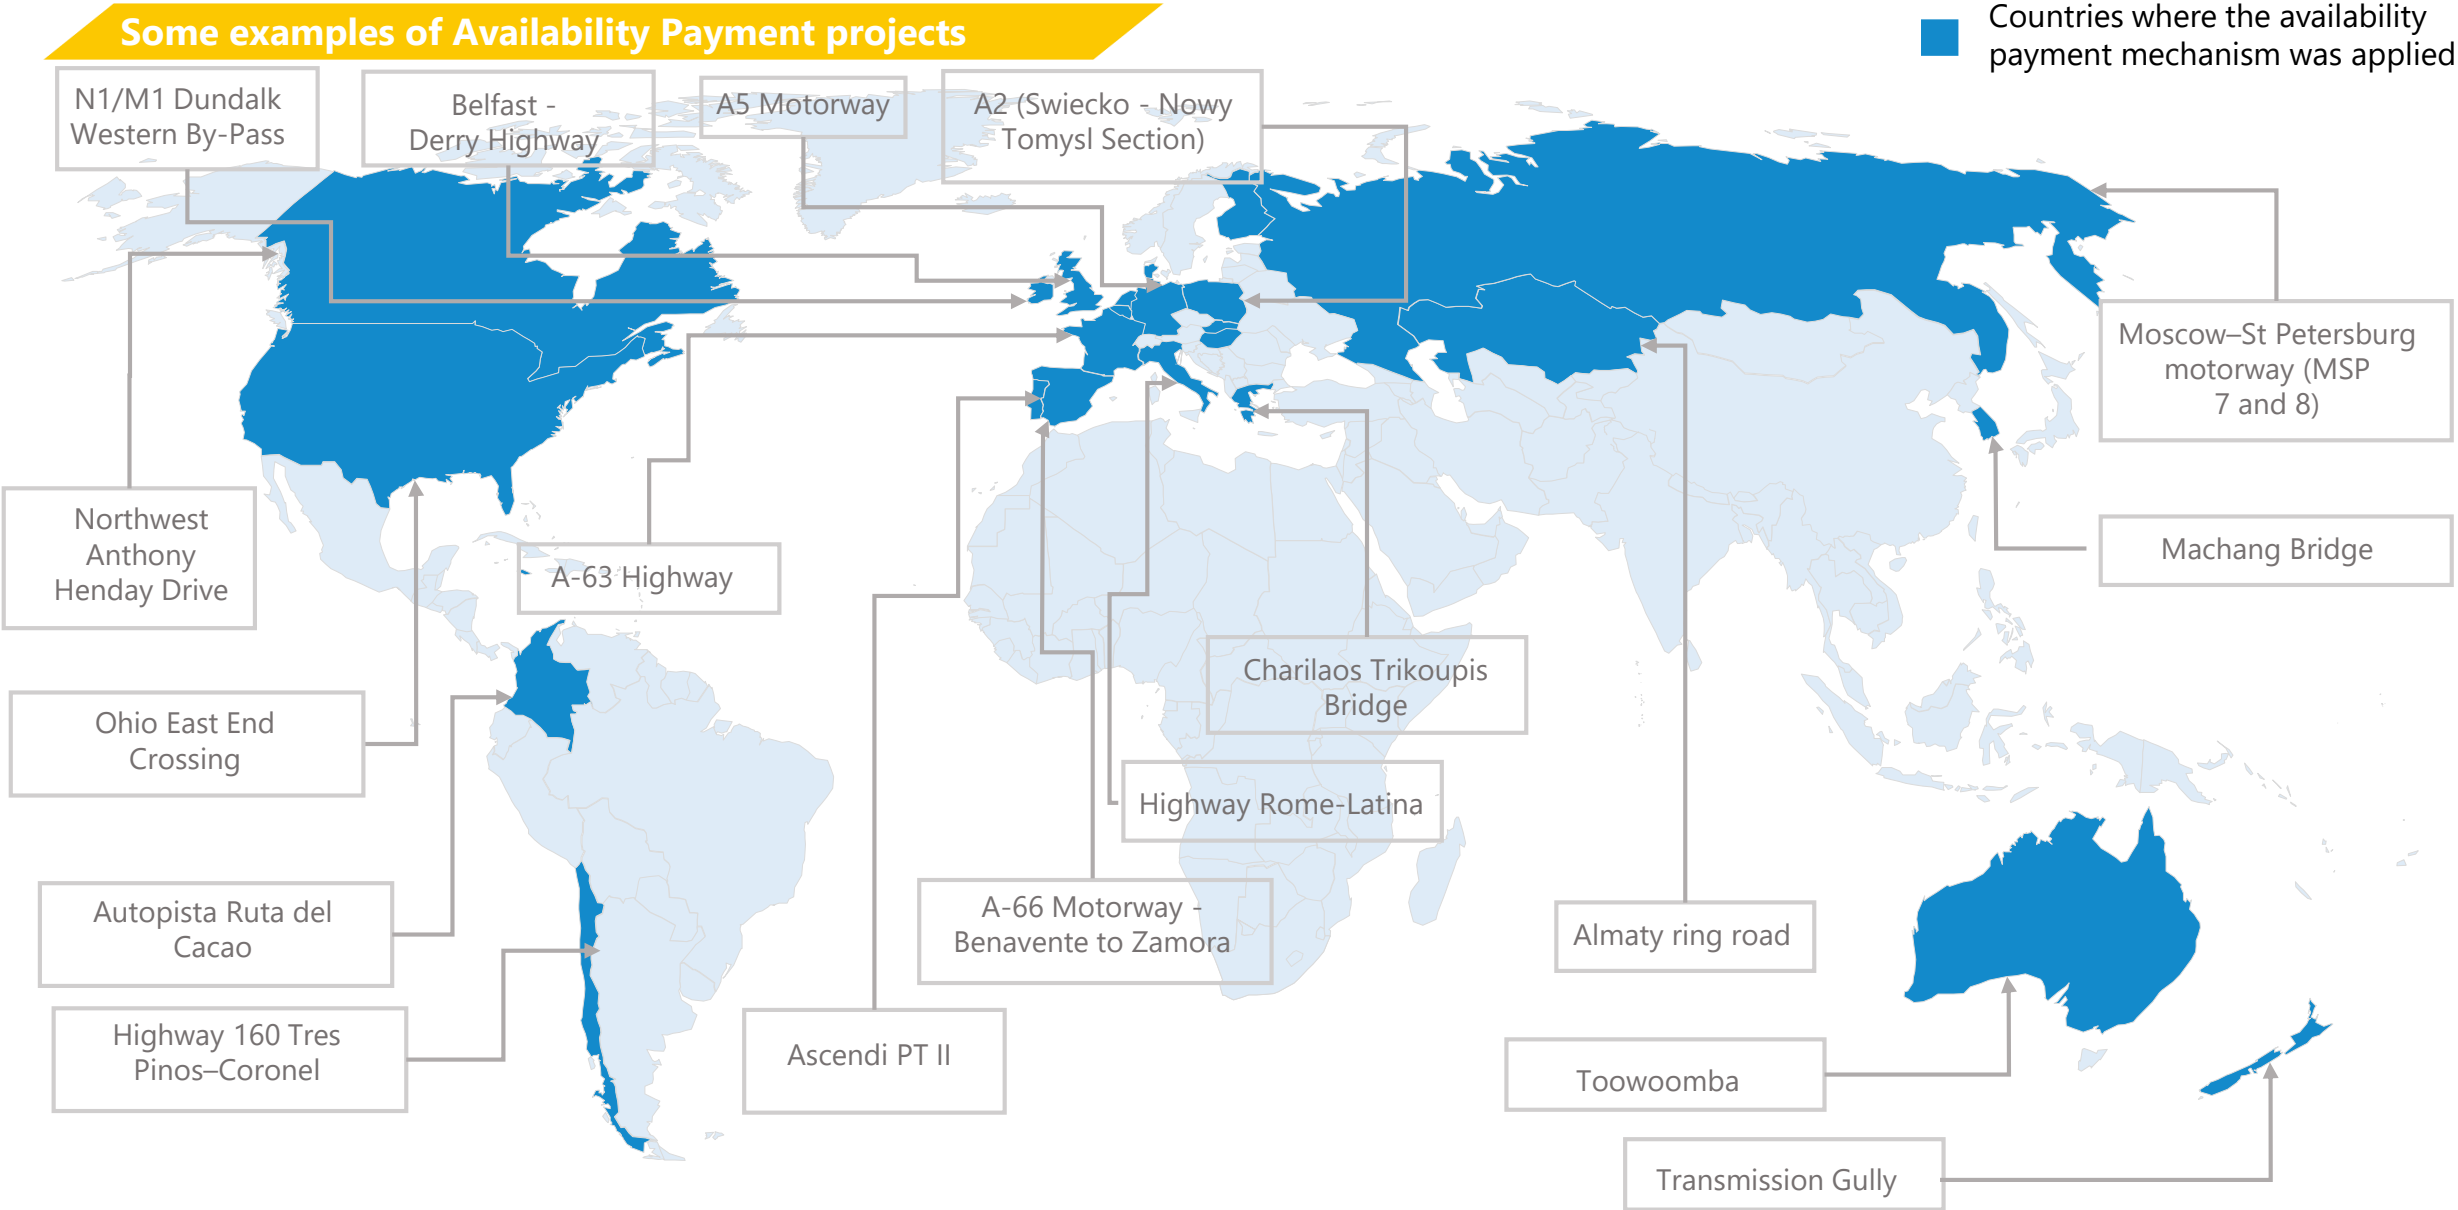 Some examples of Availability Payment projects
Countries where the availability
payment mechanism was applied
N1/M1 Dundalk
Western By-Pass
Belfast -
Derry Highway
A5 Motorway
A2 (Swiecko - Nowy
Tomysl Section)
Moscow–St Petersburg
motorway (MSP
7 and 8)
Northwest
Anthony
Henday Drive
A-63 Highway
Machang Bridge
Ohio East End
Crossing
Charilaos Trikoupis
Bridge
Highway Rome-Latina
Autopista Ruta del
Cacao
A-66 Motorway -
Benavente to Zamora
Almaty ring road
Highway 160 Tres
Pinos–Coronel
Ascendi PT II
Toowoomba
Transmission Gully